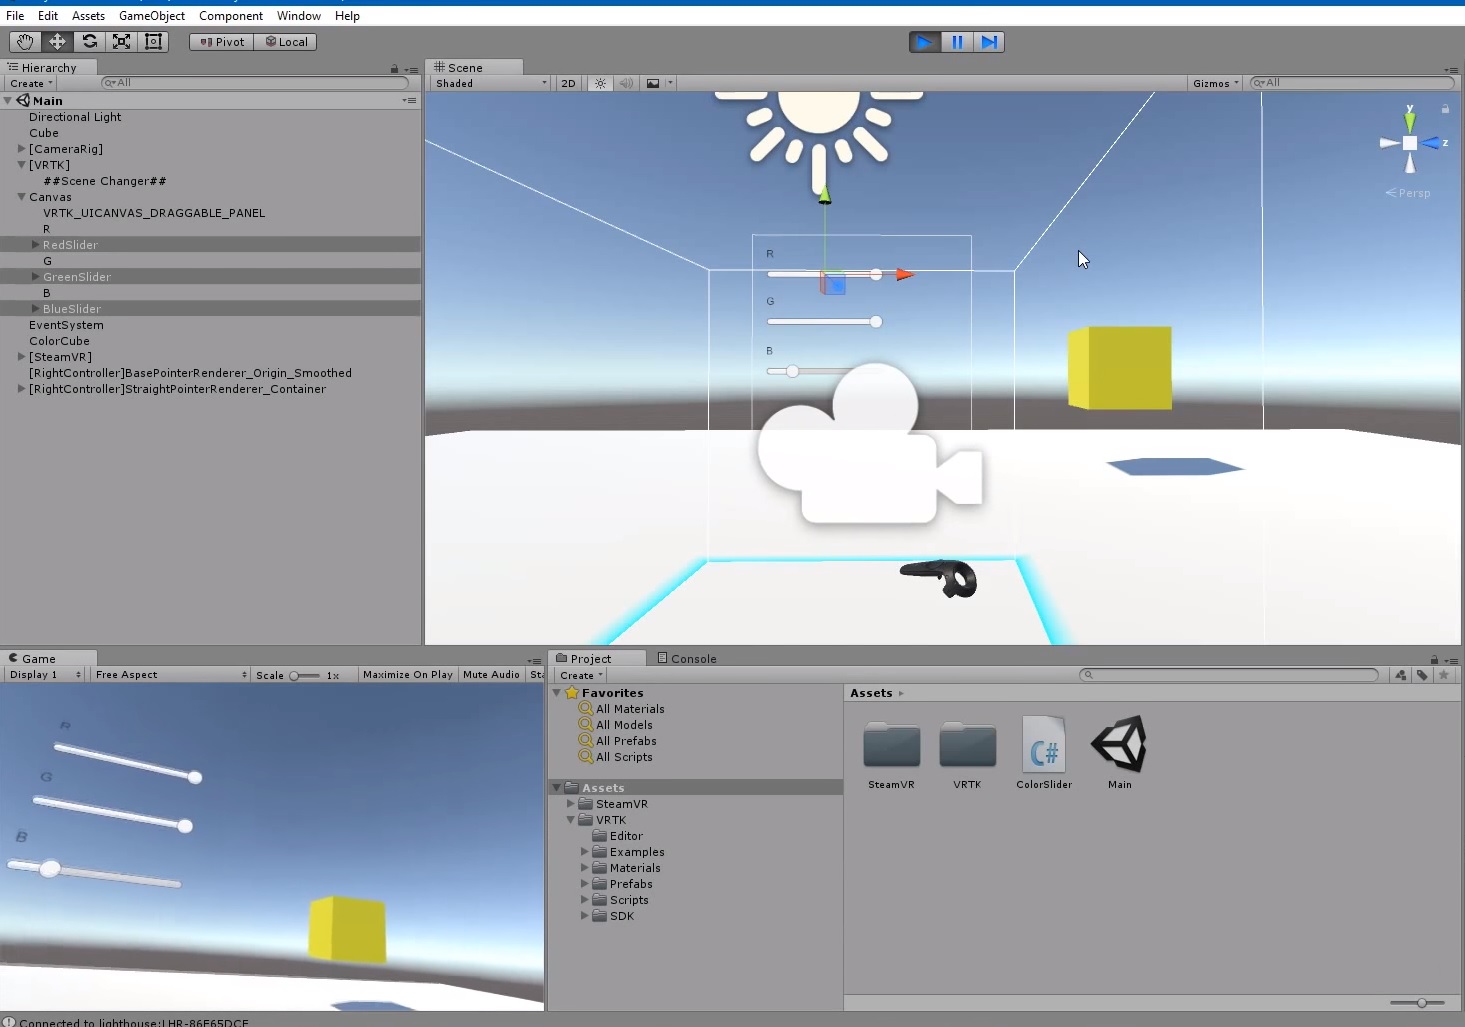 File Edit Assets GameObject Component Window Help
Pivot Local
Hierarchy
Create All
Main
Directional Light
Cube
[CameraRig]
[VRTK]
##Scene Changer##
Canvas
VRTK_UICANVAS_DRAGGABLE_PANEL
R
RedSlider
G
GreenSlider
B
BlueSlider
EventSystem
ColorCube
[SteamVR]
[RightController]BasePointerRenderer_Origin_Smoothed
[RightController]StraightPointerRenderer_Container
Scene
Shaded 2D Gizmos All
y
z
Persp
R
G
B
Game
Display 1 Free Aspect Scale 1x Maximize On Play Mute Audio Sta
R
G
B
Project Console
Create
Favorites
All Materials
All Models
All Prefabs
All Scripts
Assets
SteamVR
VRTK
Editor
Examples
Materials
Prefabs
Scripts
SDK
Assets
C#
SteamVR VRTK ColorSlider Main
Connected to lighthouse:LHR-86E65DCE